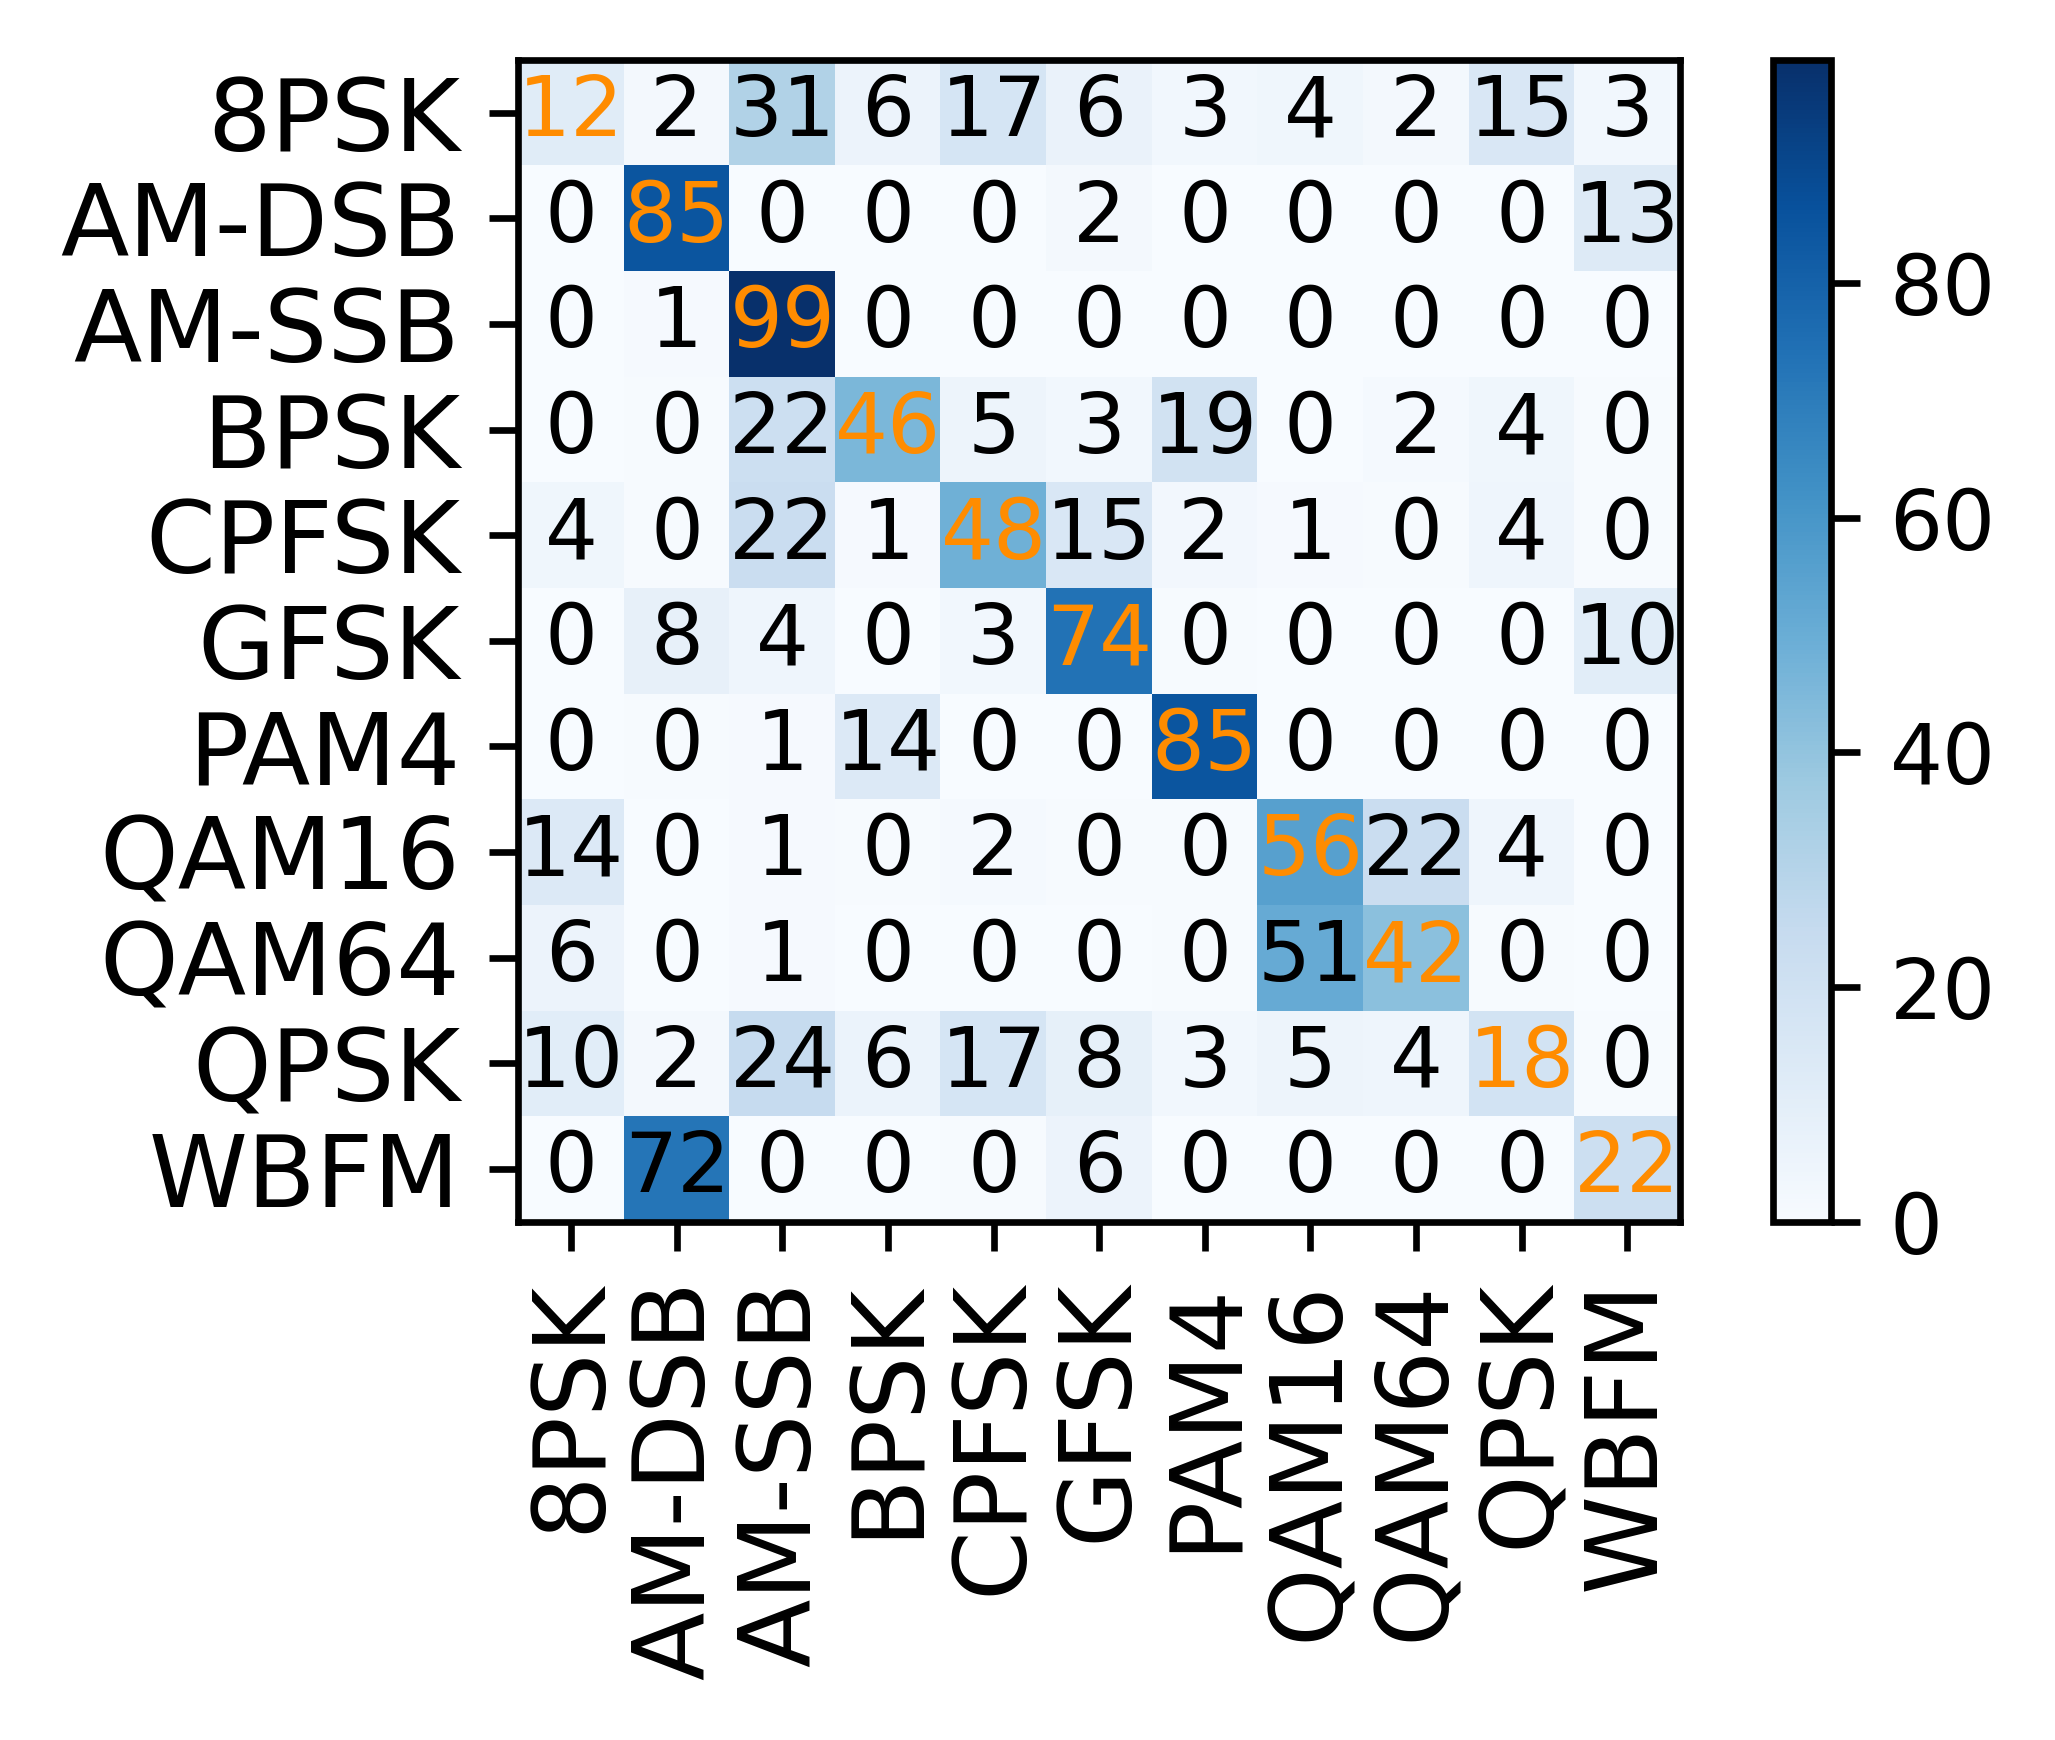 8PSK 12 2 31 6 17 6 3 4 2 15 3
AM-DSB 0 85 0 0 0 2 0 0 0 0 13
AM-SSB 0 1 99 0 0 0 0 0 0 0 0
BPSK 0 0 22 46 5 3 19 0 2 4 0
CPFSK 4 0 22 1 48 15 2 1 0 4 0
GFSK 0 8 4 0 3 74 0 0 0 0 10
PAM4 0 0 1 14 0 0 85 0 0 0 0
QAM16 14 0 1 0 2 0 0 56 22 4 0
QAM64 6 0 1 0 0 0 0 51 42 0 0
QPSK 10 2 24 6 17 8 3 5 4 18 0
WBFM 0 72 0 0 0 6 0 0 0 0 22
8PSK
AM-DSB
AM-SSB
BPSK
CPFSK
GFSK
PAM4
QAM16
QAM64
QPSK
WBFM
80
60
40
20
0